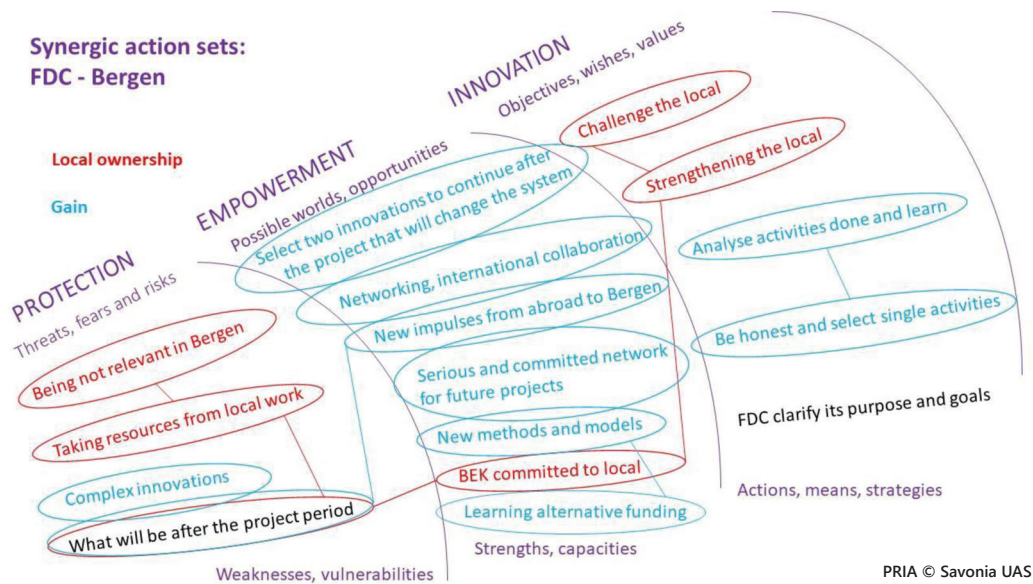 Synergic action sets:
FDC - Bergen
Local ownership
Gain
PROTECTION
Threats, fears and risks
Being not relevant in Bergen
Taking resources from local work
Complex innovations
What will be after the project period
Weaknesses, vulnerabilities
EMPOWERMENT
Possible worlds, opportunities
Select two innovations to continue after
the project that will change the system
Networking, international collaboration
New impulses from abroad to Bergen
Serious and committed network
for future projects
New methods and models
BEK committed to local
Learning alternative funding
Strengths, capacities
INNOVATION
Objectives, wishes, values
Challenge the local
Strengthening the local
Analyse activities done and learn
Be honest and select single activities
FDC clarify its purpose and goals
Actions, means, strategies
PRIA © Savonia UAS